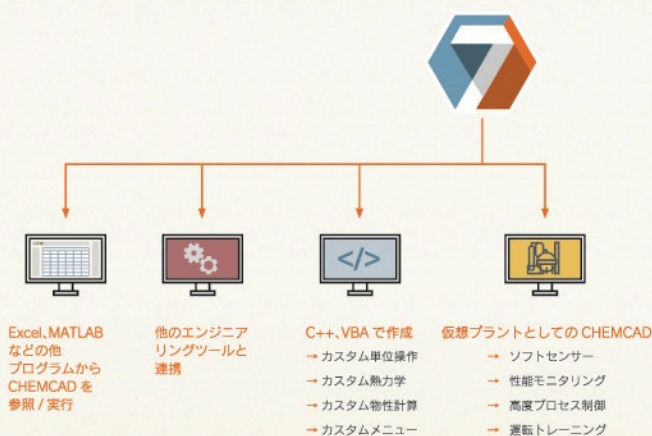 Excel、MATLAB
などの他
プログラムから
CHEMCAD を
参照 / 実行
他のエンジニア
リングツールと
連携
</>
C++、VBA で作成
→ カスタム単位操作
→ カスタム熱力学
→ カスタム物性計算
→ カスタムメニュー
仮想プラントとしての CHEMCAD
→ ソフトセンサー
→ 性能モニタリング
→ 高度プロセス制御
→ 運転トレーニング